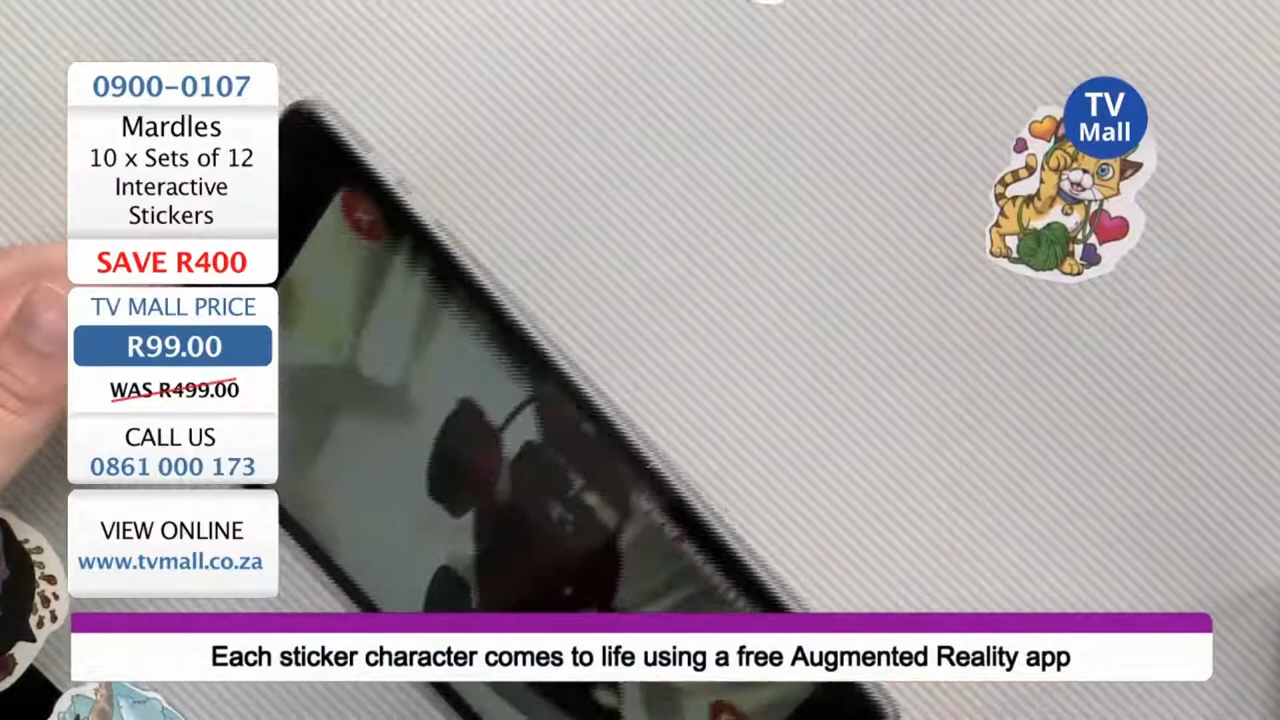 0900-0107
Mardles
10 x Sets of 12
Interactive
Stickers
SAVE R400
TV MALL PRICE
R99.00
WAS R499.00
CALL US
0861 000 173
VIEW ONLINE
www.tvmall.co.za
TV
Mall
Each sticker character comes to life using a free Augmented Reality app